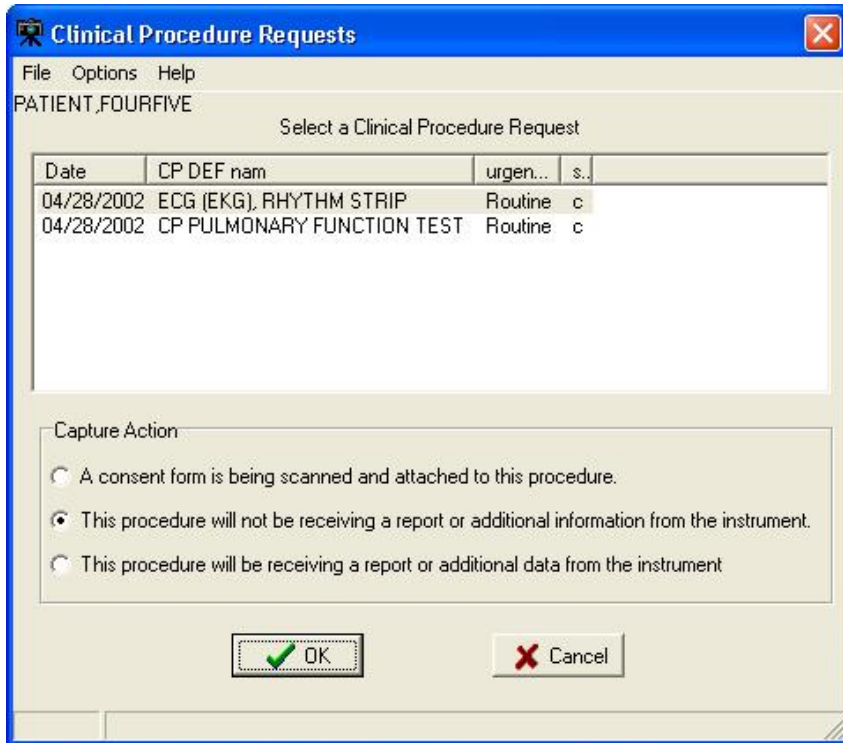 Clinical Procedure Requests
File Options Help
PATIENT,FOURFIVE
Select a Clinical Procedure Request
Date CP DEF nam urgen... s..
04/28/2002 ECG (EKG), RHYTHM STRIP Routine c
04/28/2002 CP PULMONARY FUNCTION TEST Routine c
Capture Action
A consent form is being scanned and attached to this procedure.
This procedure will not be receiving a report or additional information from the instrument.
This procedure will be receiving a report or additional data from the instrument
OK Cancel